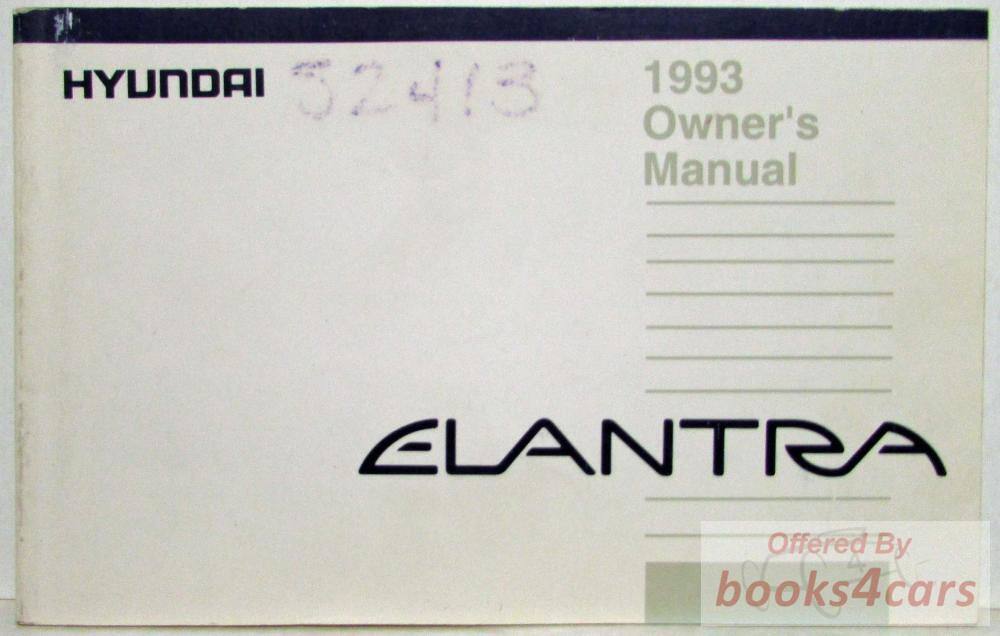 HYUNDAI
52413
1993
Owner's
Manual
ELANTRA
Offered By
books4cars